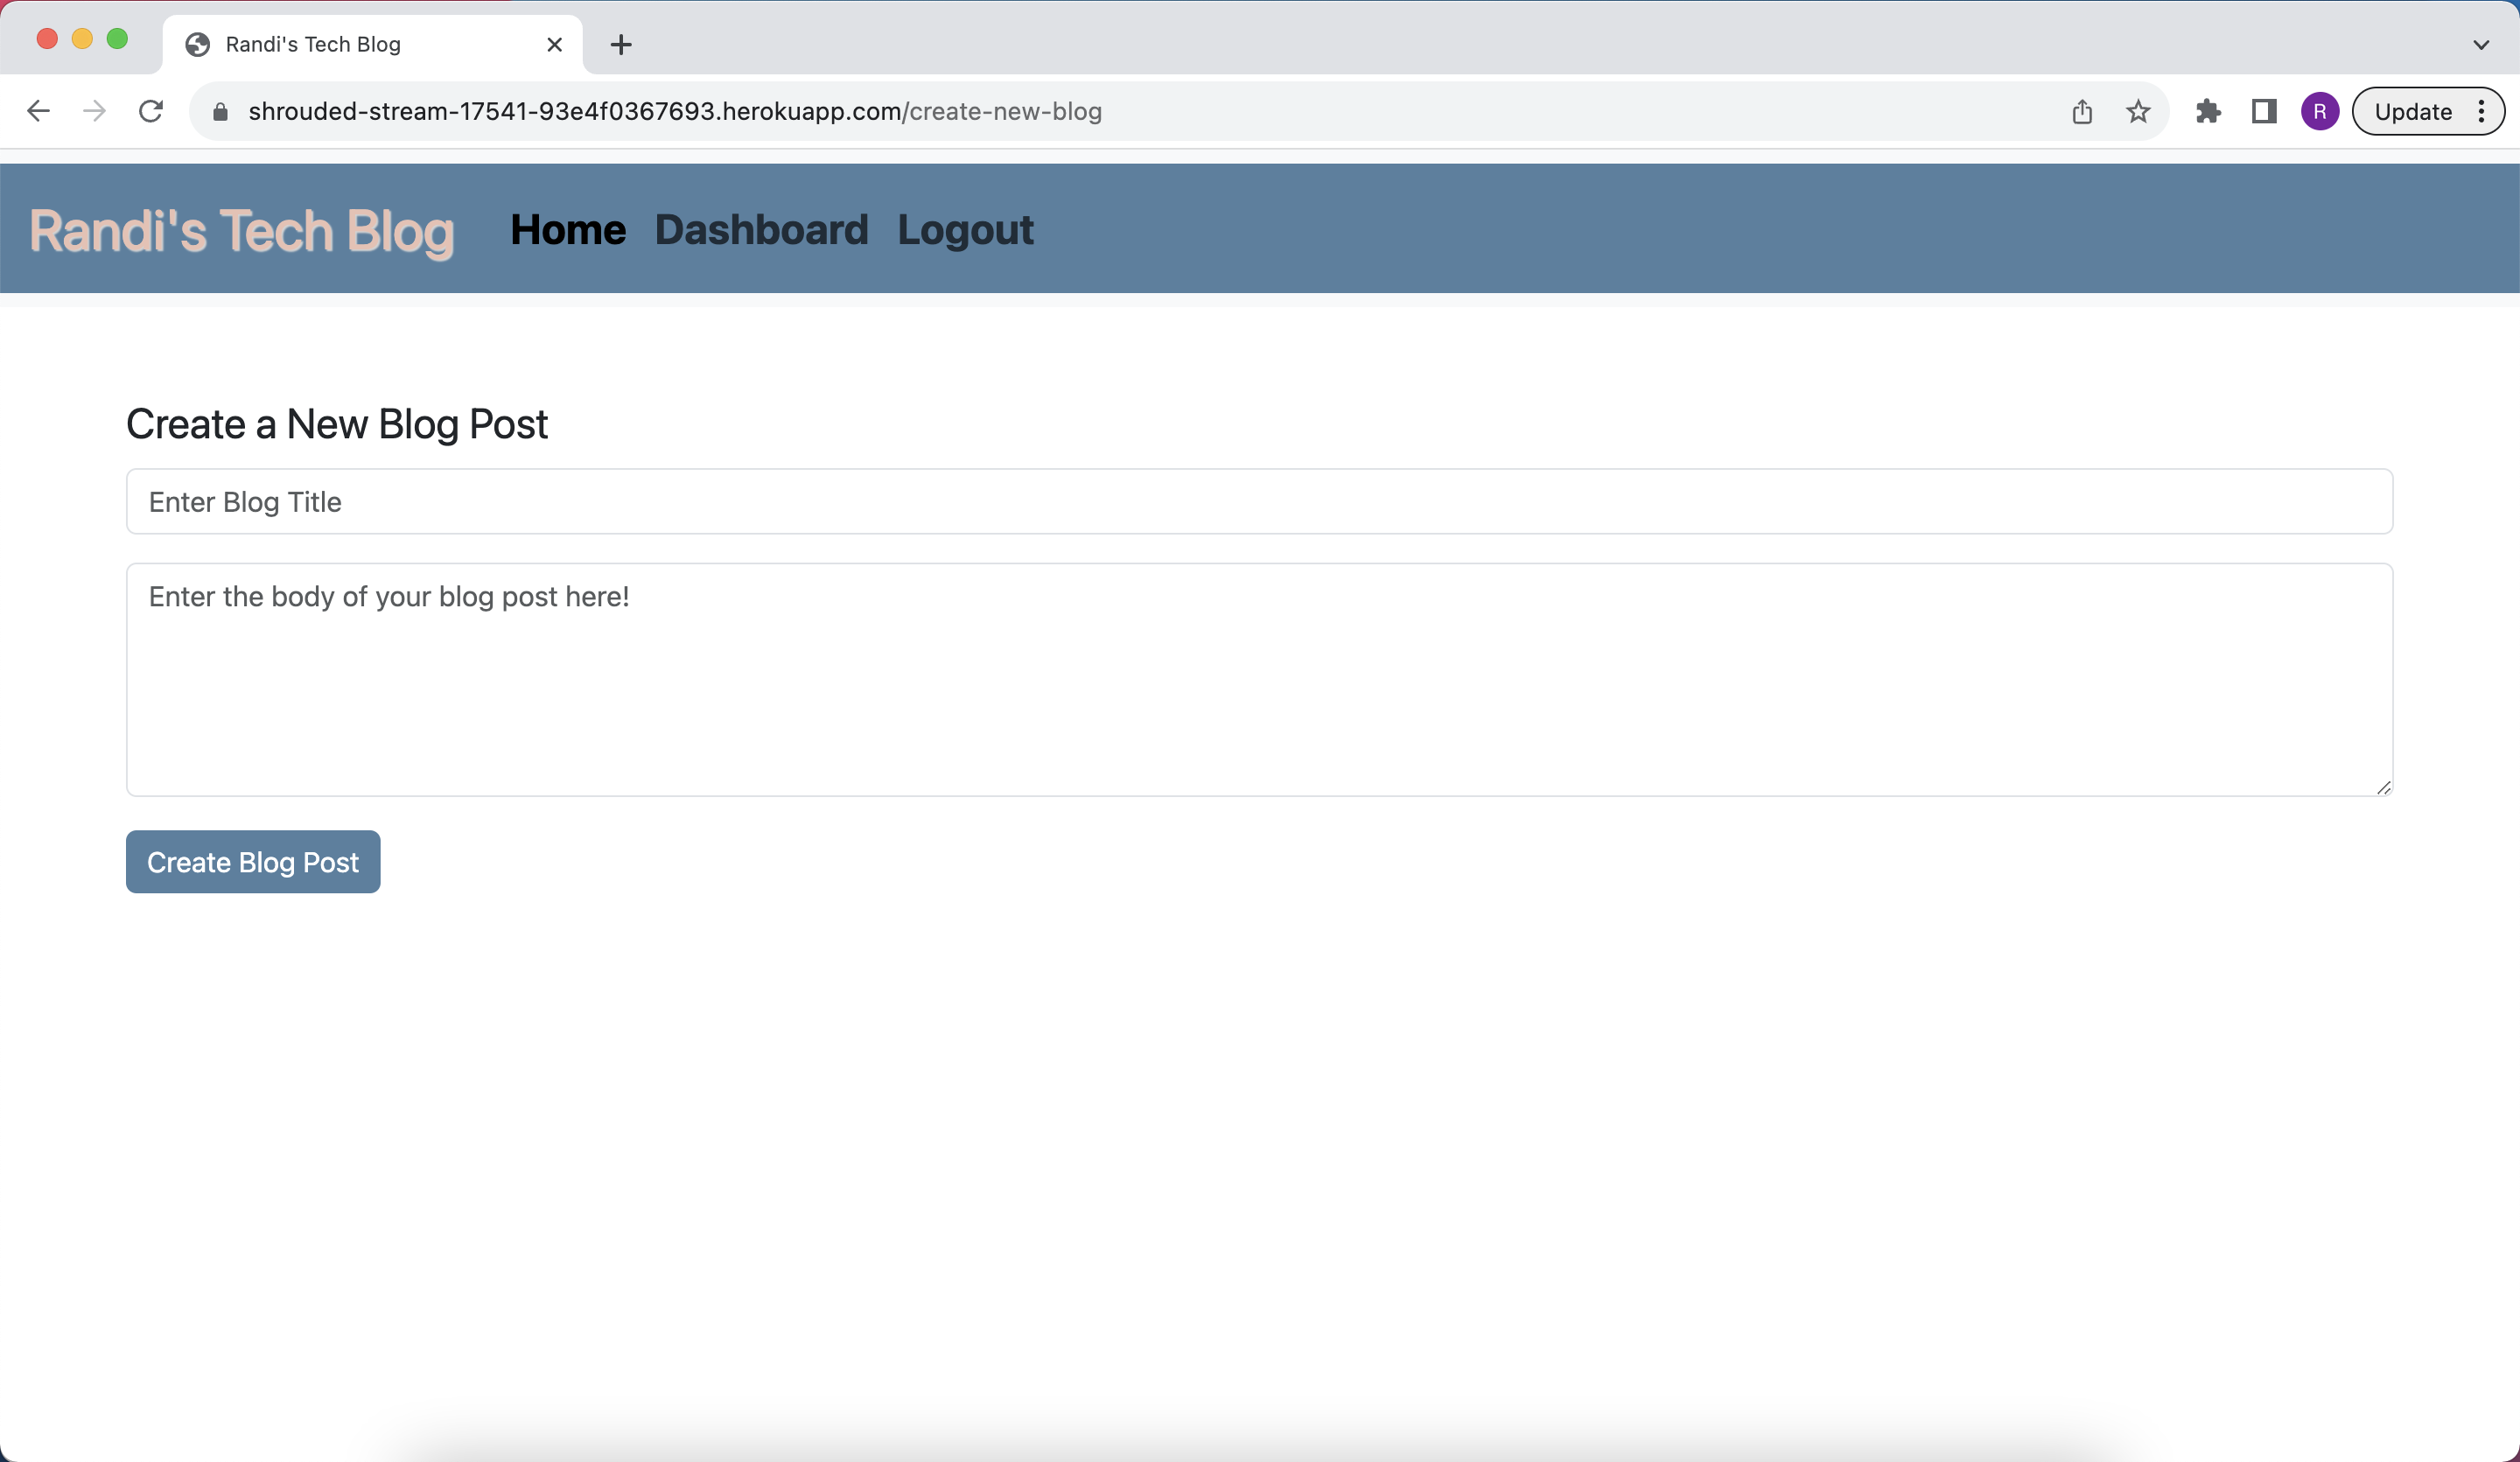 Randi's Tech Blog
shrouded-stream-17541-93e4f0367693.herokuapp.com/create-new-blog
R
Update
Randi's Tech Blog Home Dashboard Logout
Create a New Blog Post
Enter Blog Title
Enter the body of your blog post here!
Create Blog Post